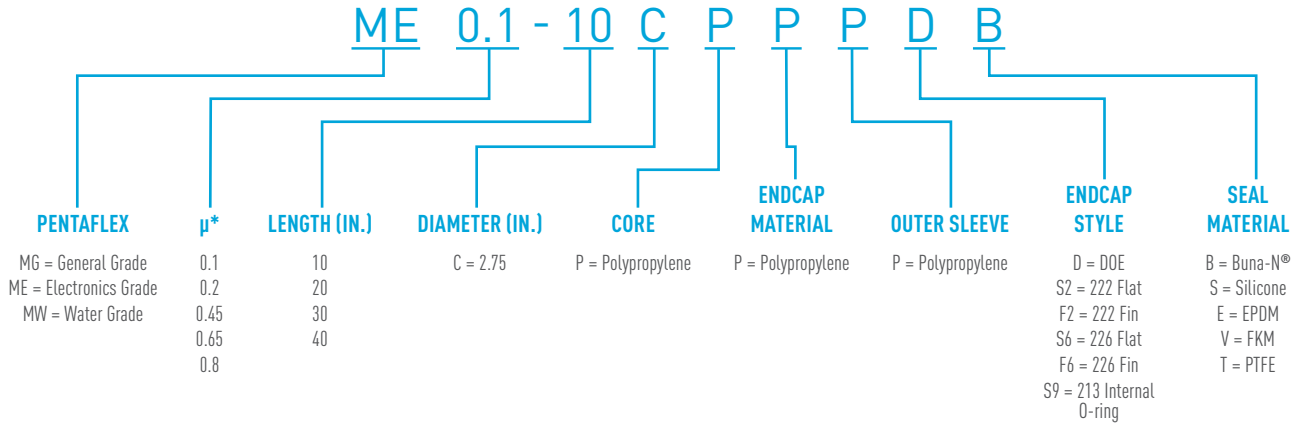 ME 0.1 - 10 C P P P D B
PENTAFLEX
MG = General Grade
ME = Electronics Grade
MW = Water Grade
µ*
0.1
0.2
0.45
0.65
0.8
LENGTH (IN.)
10
20
30
40
DIAMETER (IN.)
C = 2.75
CORE
P = Polypropylene
ENDCAP
MATERIAL
P = Polypropylene
OUTER SLEEVE
P = Polypropylene
ENDCAP
STYLE
D = DOE
S2 = 222 Flat
F2 = 222 Fin
S6 = 226 Flat
F6 = 226 Fin
S9 = 213 Internal
O-ring
SEAL
MATERIAL
B = Buna-N®
S = Silicone
E = EPDM
V = FKM
T = PTFE